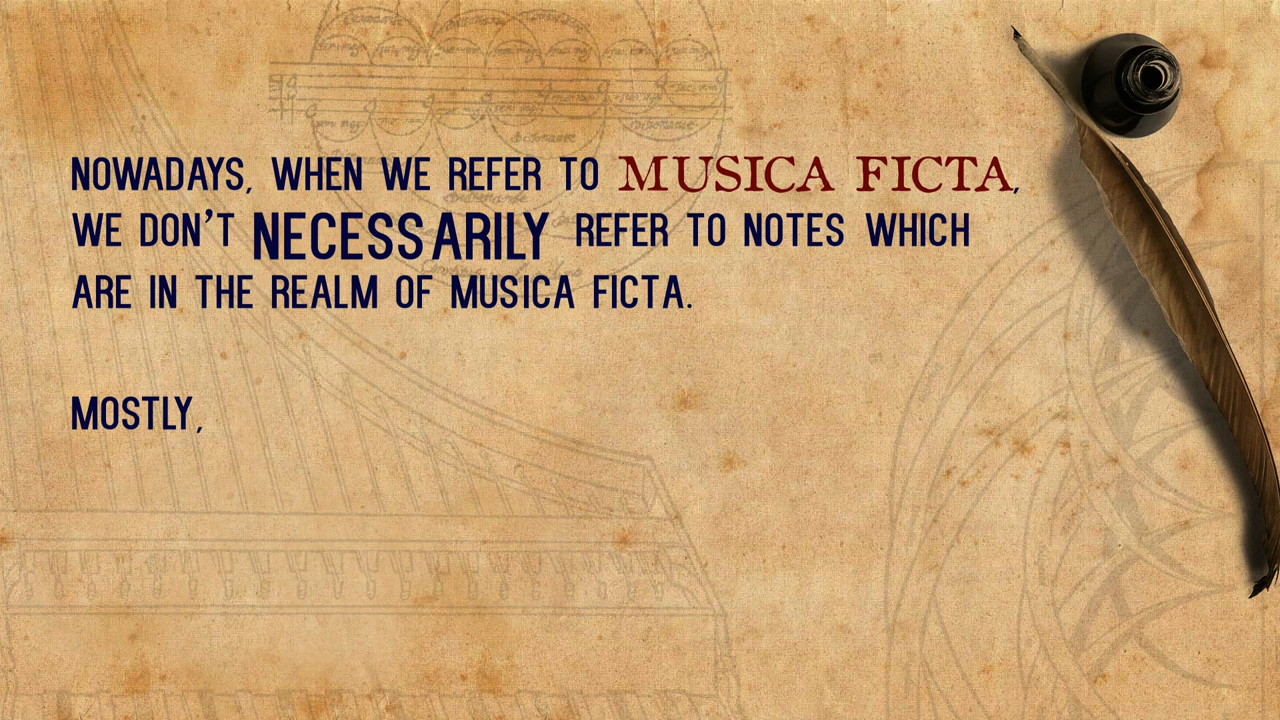 NOWADAYS, WHEN WE REFER TO MUSICA FICTA,
WE DON'T NECESSARILY REFER TO NOTES WHICH
ARE IN THE REALM OF MUSICA FICTA.
MOSTLY,